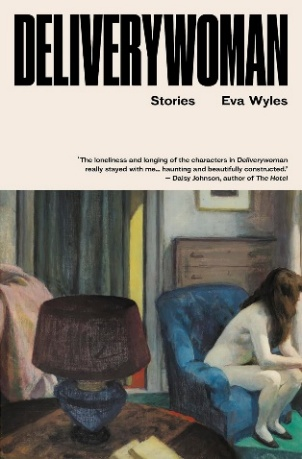 DELIVERYWOMAN
Stories Eva Wyles
'The loneliness and longing of the characters in Deliverywoman
really stayed with me... haunting and beautifully constructed.'
— Daisy Johnson, author of The Hotel